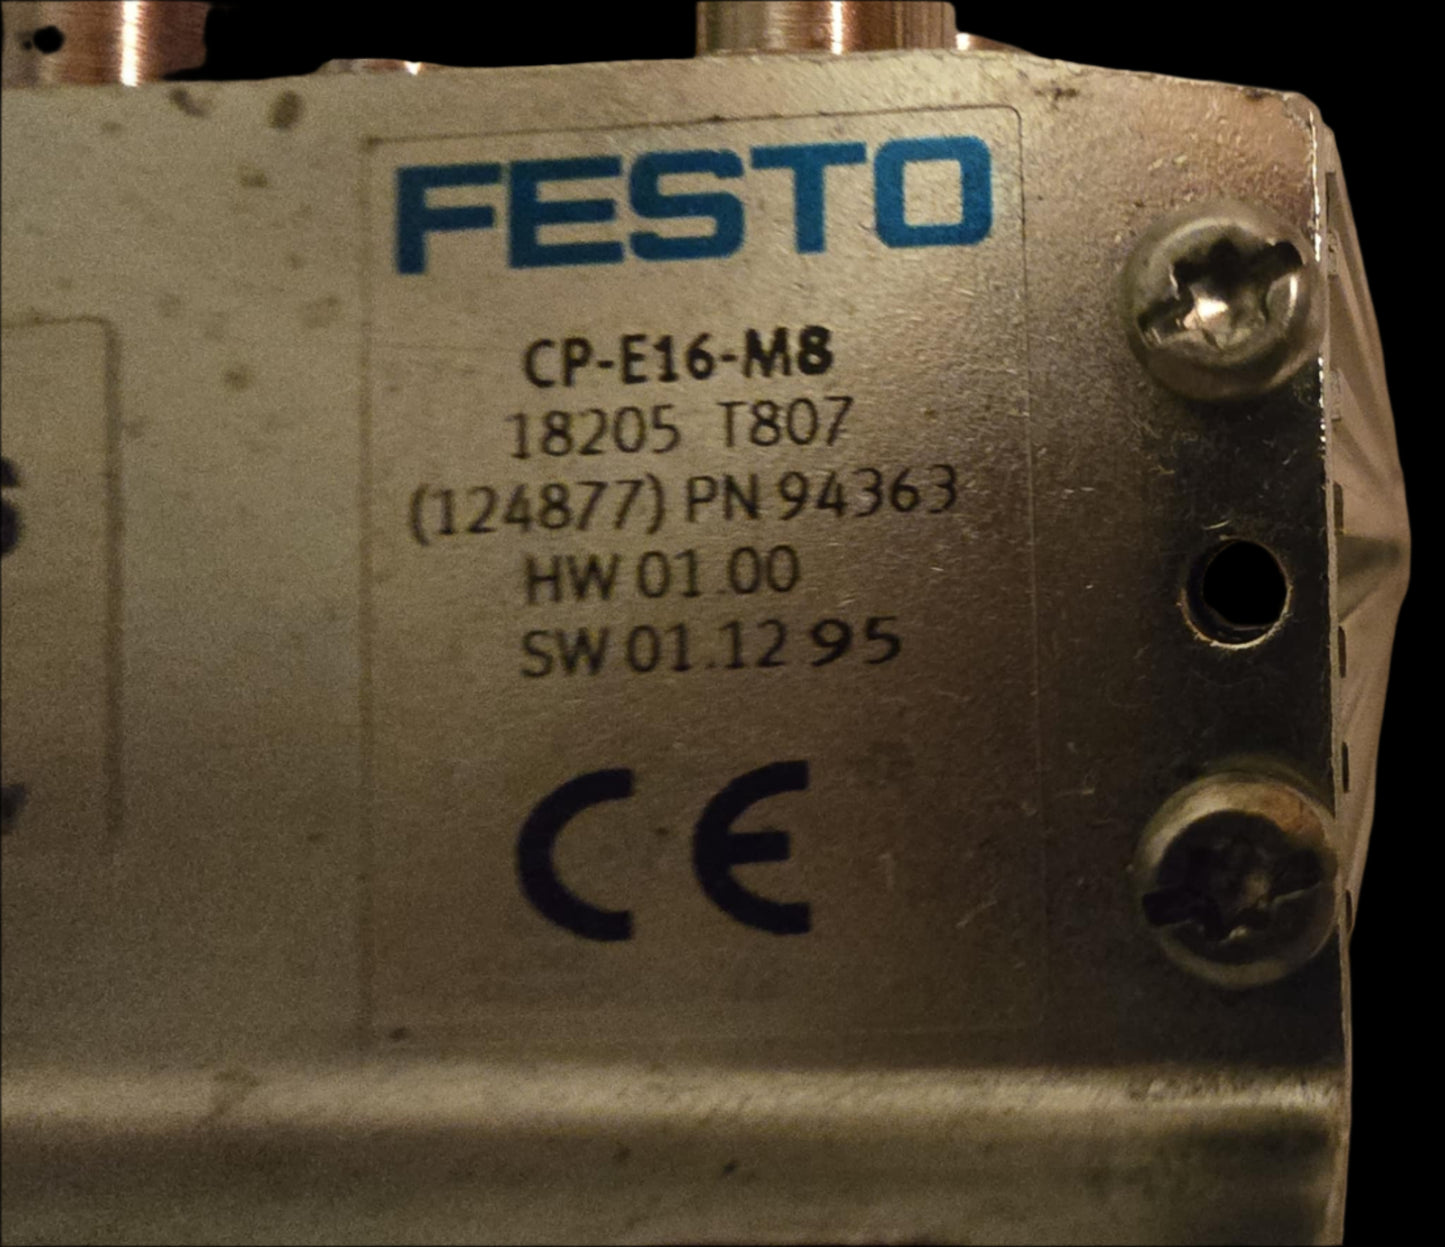 FESTO
CP-E16-M8
18205 T807
(124877) PN 94363
HW 01.00
SW 01.12 95
CE